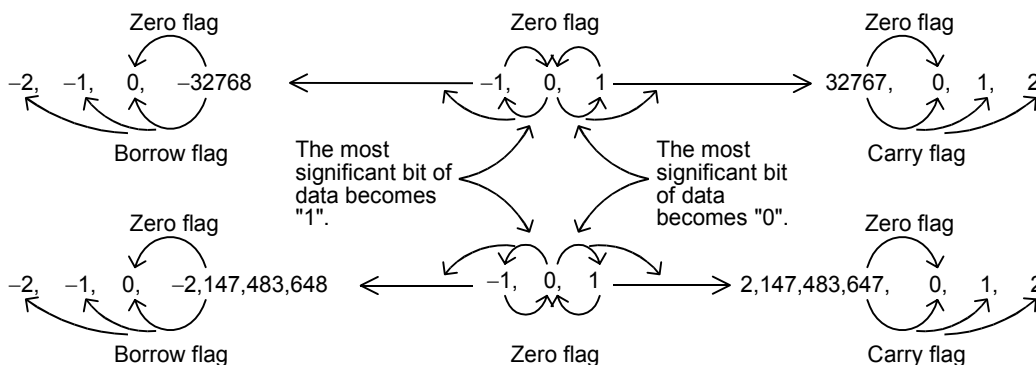 Zero flag Zero flag Zero flag
−2, −1, 0, −32768 −1, 0, 1 32767, 0, 1, 2
Borrow flag Carry flag
The most
significant bit of
data becomes
"1".
The most
significant bit
of data
becomes "0".
Zero flag Zero flag
−2, −1, 0, −2,147,483,648 −1, 0, 1 2,147,483,647, 0, 1, 2
Borrow flag Zero flag Carry flag